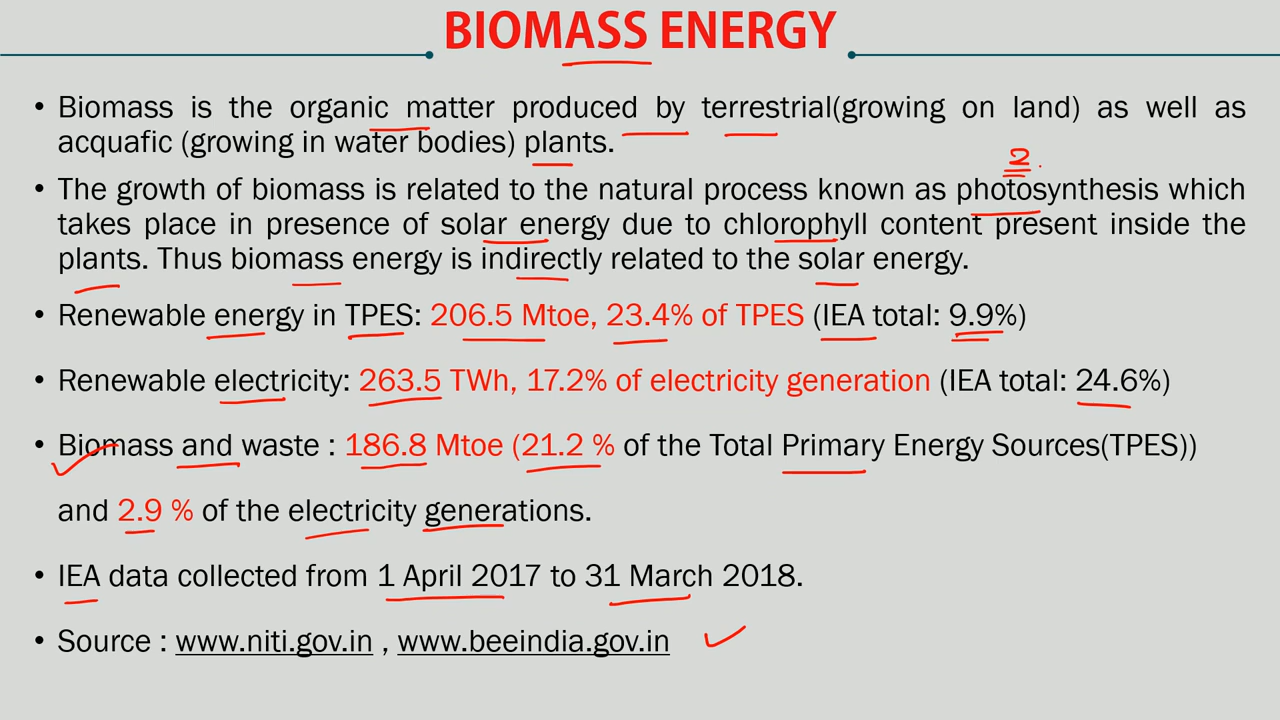 BIOMASS ENERGY
• Biomass is the organic matter produced by terrestrial(growing on land) as well as
acquafic (growing in water bodies) plants.
2
• The growth of biomass is related to the natural process known as photosynthesis which
takes place in presence of solar energy due to chlorophyll content present inside the
plants. Thus biomass energy is indirectly related to the solar energy.
• Renewable energy in TPES: 206.5 Mtoe, 23.4% of TPES (IEA total: 9.9%)
• Renewable electricity: 263.5 TWh, 17.2% of electricity generation (IEA total: 24.6%)
• Biomass and waste : 186.8 Mtoe (21.2 % of the Total Primary Energy Sources(TPES))
and 2.9 % of the electricity generations.
• IEA data collected from 1 April 2017 to 31 March 2018.
• Source : www.niti.gov.in , www.beeindia.gov.in